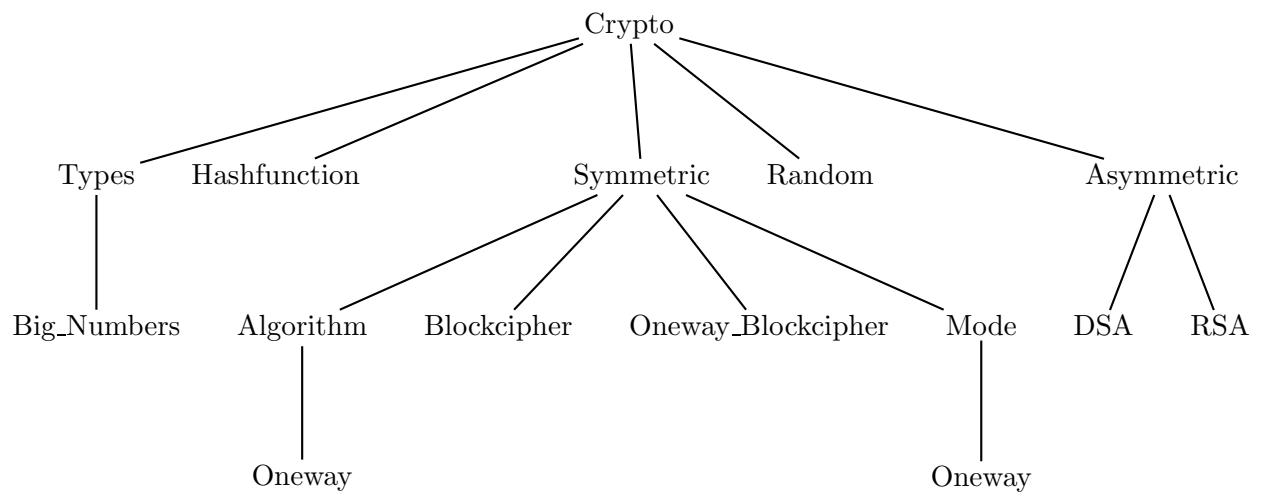 Crypto
Types Hashfunction Symmetric Random Asymmetric
Big_Numbers Algorithm Blockcipher Oneway_Blockcipher Mode DSA RSA
Oneway Oneway